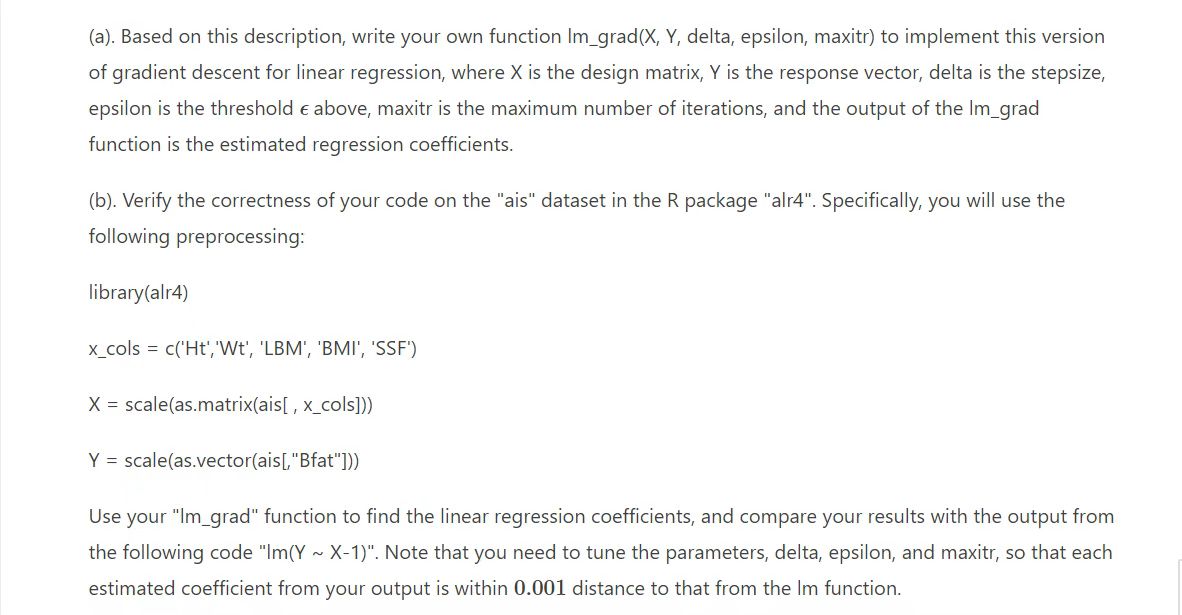 (a). Based on this description, write your own function lm_grad(X, Y, delta, epsilon, maxitr) to implement this version
of gradient descent for linear regression, where X is the design matrix, Y is the response vector, delta is the stepsize,
epsilon is the threshold ϵ above, maxitr is the maximum number of iterations, and the output of the lm_grad
function is the estimated regression coefficients.
(b). Verify the correctness of your code on the "ais" dataset in the R package "alr4". Specifically, you will use the
following preprocessing:
library(alr4)
x_cols = c('Ht','Wt', 'LBM', 'BMI', 'SSF')
X = scale(as.matrix(ais[ , x_cols]))
Y = scale(as.vector(ais[,"Bfat"]))
Use your "lm_grad" function to find the linear regression coefficients, and compare your results with the output from
the following code "lm(Y ~ X-1)". Note that you need to tune the parameters, delta, epsilon, and maxitr, so that each
estimated coefficient from your output is within 0.001 distance to that from the lm function.